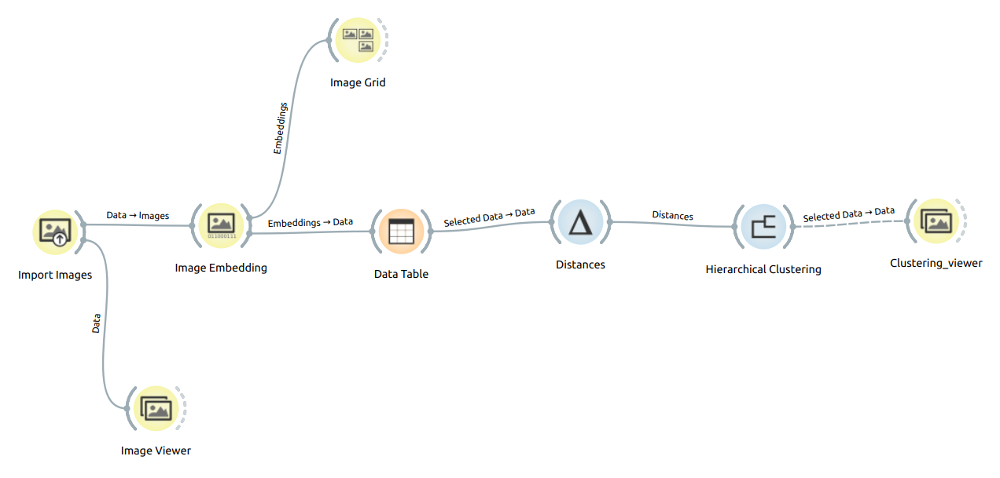 Image Grid
Embeddings
Data → Images
Embeddings → Data
Selected Data → Data
Distances
Selected Data → Data
011000111
Import Images
Image Embedding
Data Table
Distances
Hierarchical Clustering
Clustering_viewer
Data
Image Viewer